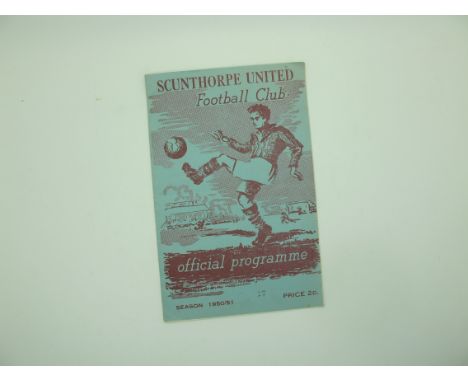 SCUNTHORPE UNITED
Football Club
official programme
SEASON 1950/51 PRICE 2D.